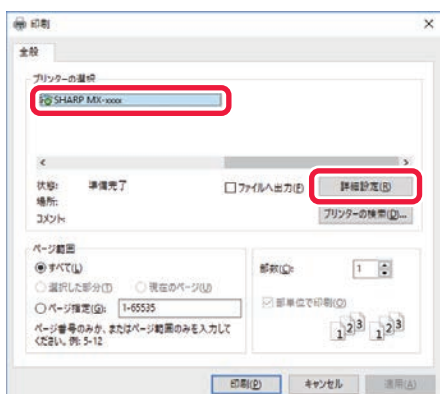 印刷
全般
プリンターの選択
SHARP MX-xxxx
状態: 準備完了
ファイルへ出力(F)
詳細設定(R)
場所:
コメント:
プリンターの検索(D)...
ページ範囲
すべて(L)
選択した部分(T)
現在のページ(U)
ページ指定(G): 1-65535
ページ番号のみか、またはページ範囲のみを入力して
ください。例: 5-12
部数(C): 1
部単位で印刷(O)
1 2 3 1 2 3
印刷(P)
キャンセル
適用(A)